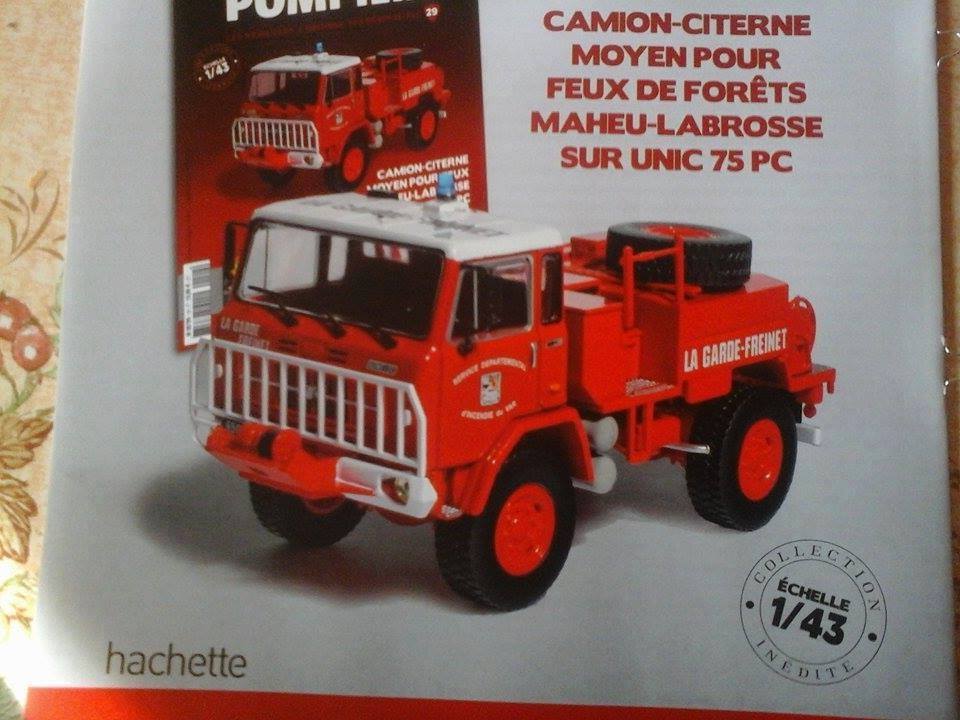 29
ÉCHELLE
1/43
LA GARDE-FREINET
CAMION-CITERNE
MOYEN POUR FEUX
CAMION-CITERNE
MOYEN POUR
FEUX DE FORÊTS
MAHEU-LABROSSE
SUR UNIC 75 PC
LA GARDE
FREINET
SERVICE DEPARTEMENTAL
D'INCENDIE du VAR
LA GARDE-FREINET
COLLECTION
ÉCHELLE
1/43
INÉDITE
hachette